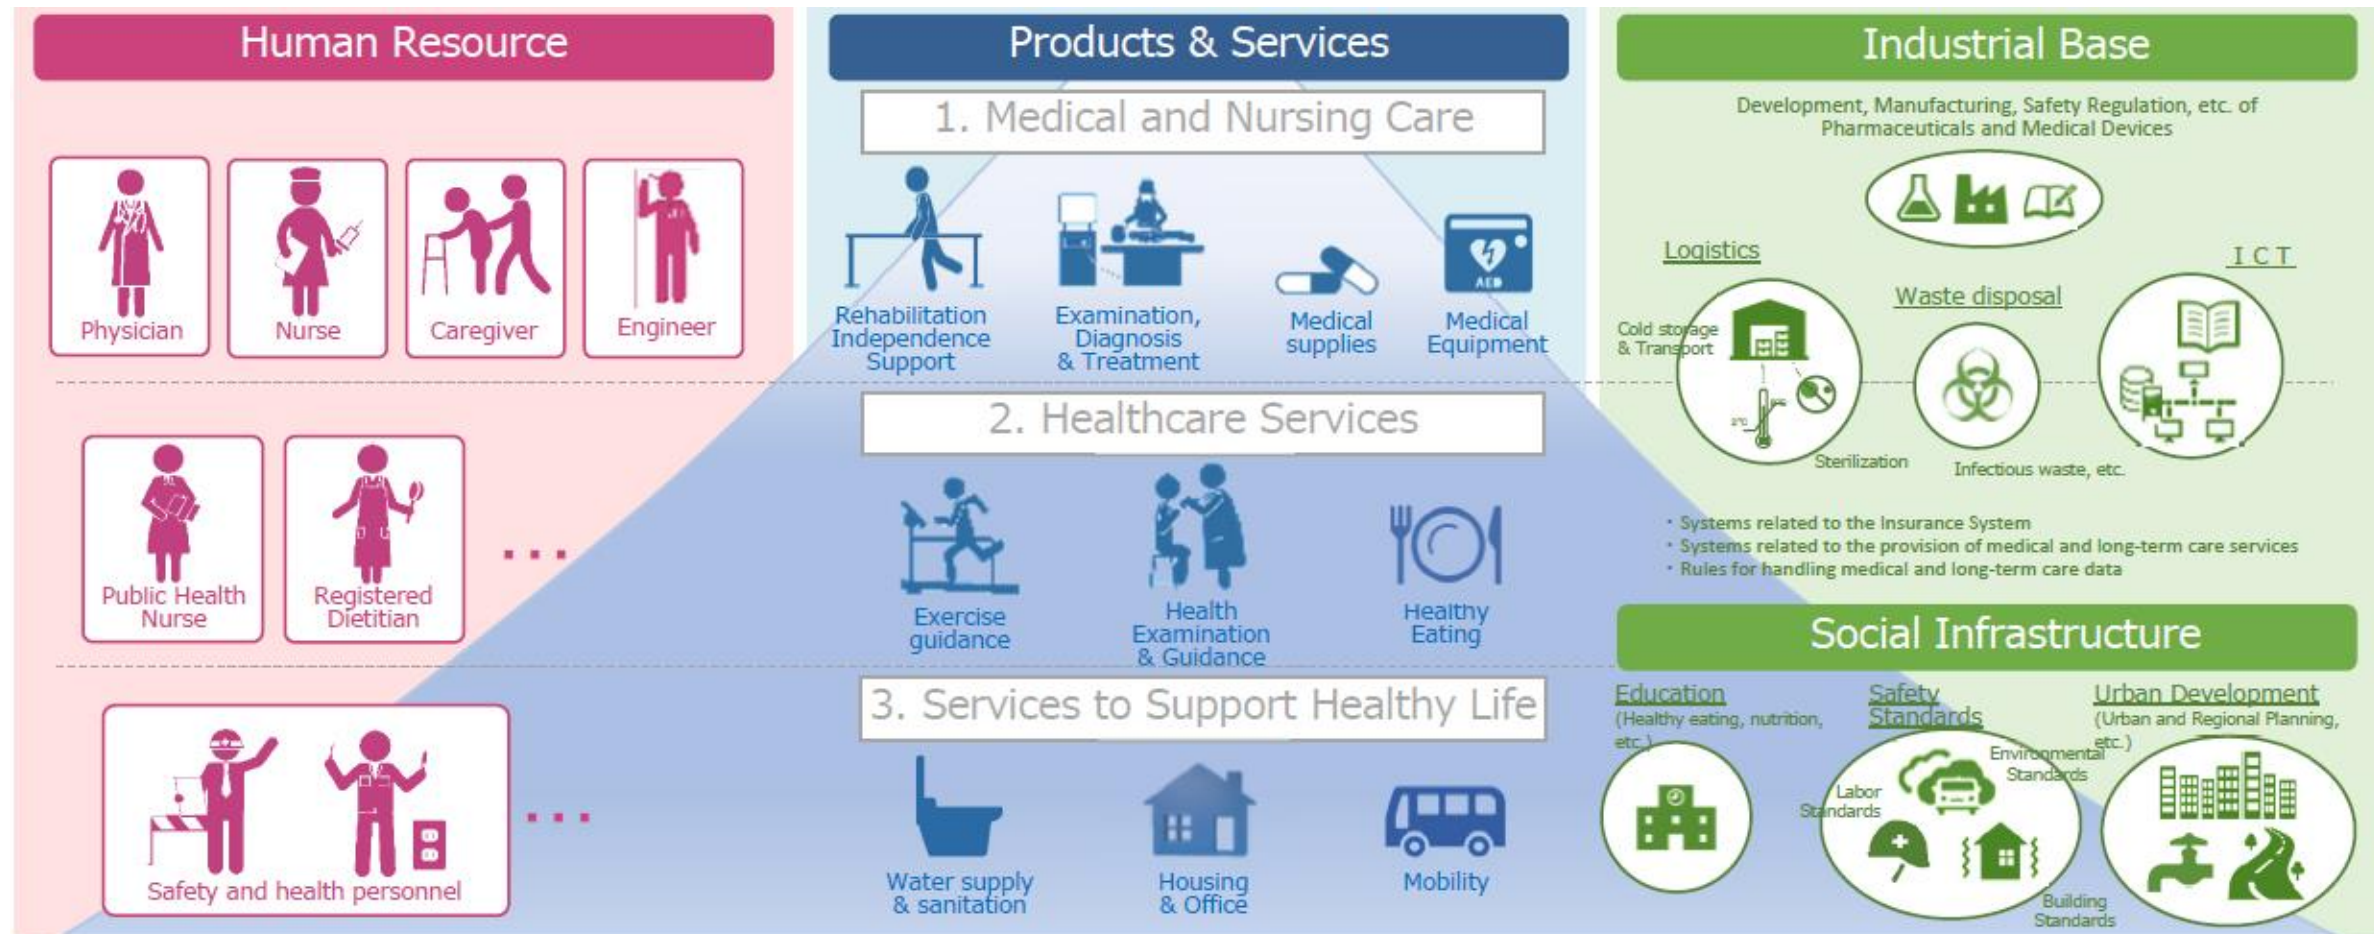 Human Resource
Physician
Nurse
Caregiver
Engineer
Public Health
Nurse
Registered
Dietitian
...
Safety and health personnel
...
Products & Services
1. Medical and Nursing Care
Rehabilitation
Independence
Support
Examination,
Diagnosis
& Treatment
Medical
supplies
AED
Medical
Equipment
2. Healthcare Services
Exercise
guidance
Health
Examination
& Guidance
Healthy
Eating
3. Services to Support Healthy Life
Water supply
& sanitation
Housing
& Office
Mobility
Industrial Base
Development, Manufacturing, Safety Regulation, etc. of
Pharmaceuticals and Medical Devices
Logistics
Cold storage
& Transport
Sterilization
Waste disposal
Infectious waste, etc.
ICT
・Systems related to the Insurance System
・Systems related to the provision of medical and long-term care services
・Rules for handling medical and long-term care data
Social Infrastructure
Education
(Healthy eating, nutrition,
etc.)
Safety
Standards
Environmental
Standards
Labor
Standards
Building
Standards
Urban Development
(Urban and Regional Planning,
etc.)